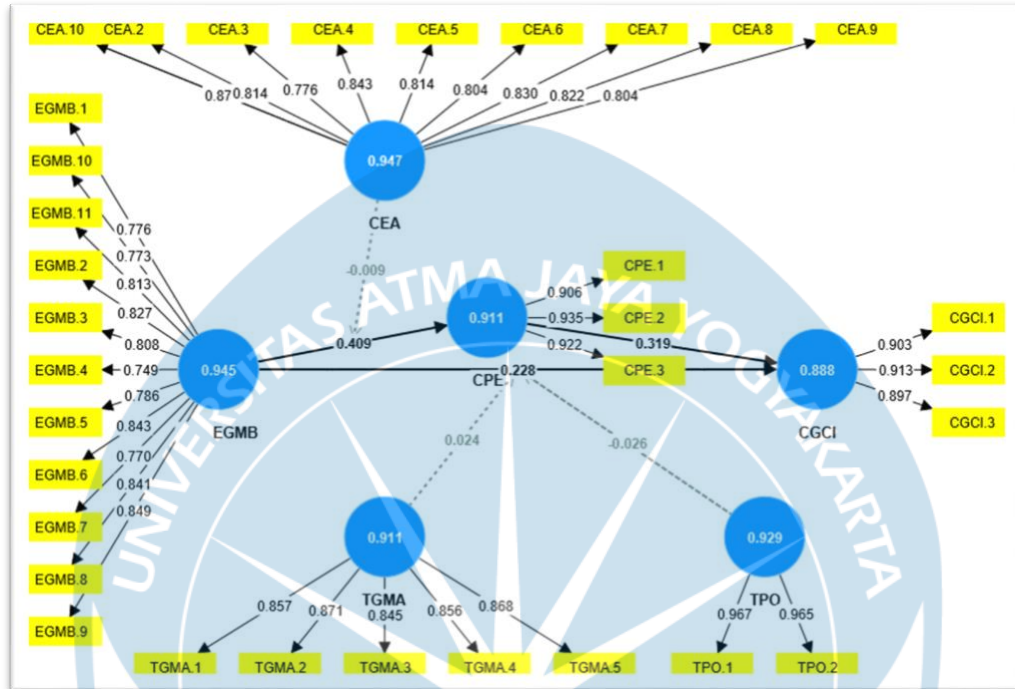 CEA.10 CEA.2 CEA.3 CEA.4 CEA.5 CEA.6 CEA.7 CEA.8 CEA.9
0.814 0.776 0.843 0.814 0.804 0.830 0.822 0.804
EGMB.1
EGMB.10
EGMB.11
EGMB.2
EGMB.3
EGMB.4
EGMB.5
EGMB.6
EGMB.7
EGMB.8
EGMB.9
0.776
0.773
0.813
0.827
0.808
0.749
0.786
0.843
0.770
0.841
0.849
0.947
CEA
-0.009
0.945
EGMB
0.409
0.911
CPE
0.906
0.935
0.922
CPE.1
CPE.2
CPE.3
0.319
0.228
0.888
CGCI
0.903
0.913
0.897
CGCI.1
CGCI.2
CGCI.3
0.024
-0.026
0.911
TGMA
0.857 0.871 0.845 0.856 0.868
TGMA.1 TGMA.2 TGMA.3 TGMA.4 TGMA.5
0.929
TPO
0.967 0.965
TPO.1 TPO.2
UNIVERSITAS ATMA JAYA YOGYAKARTA